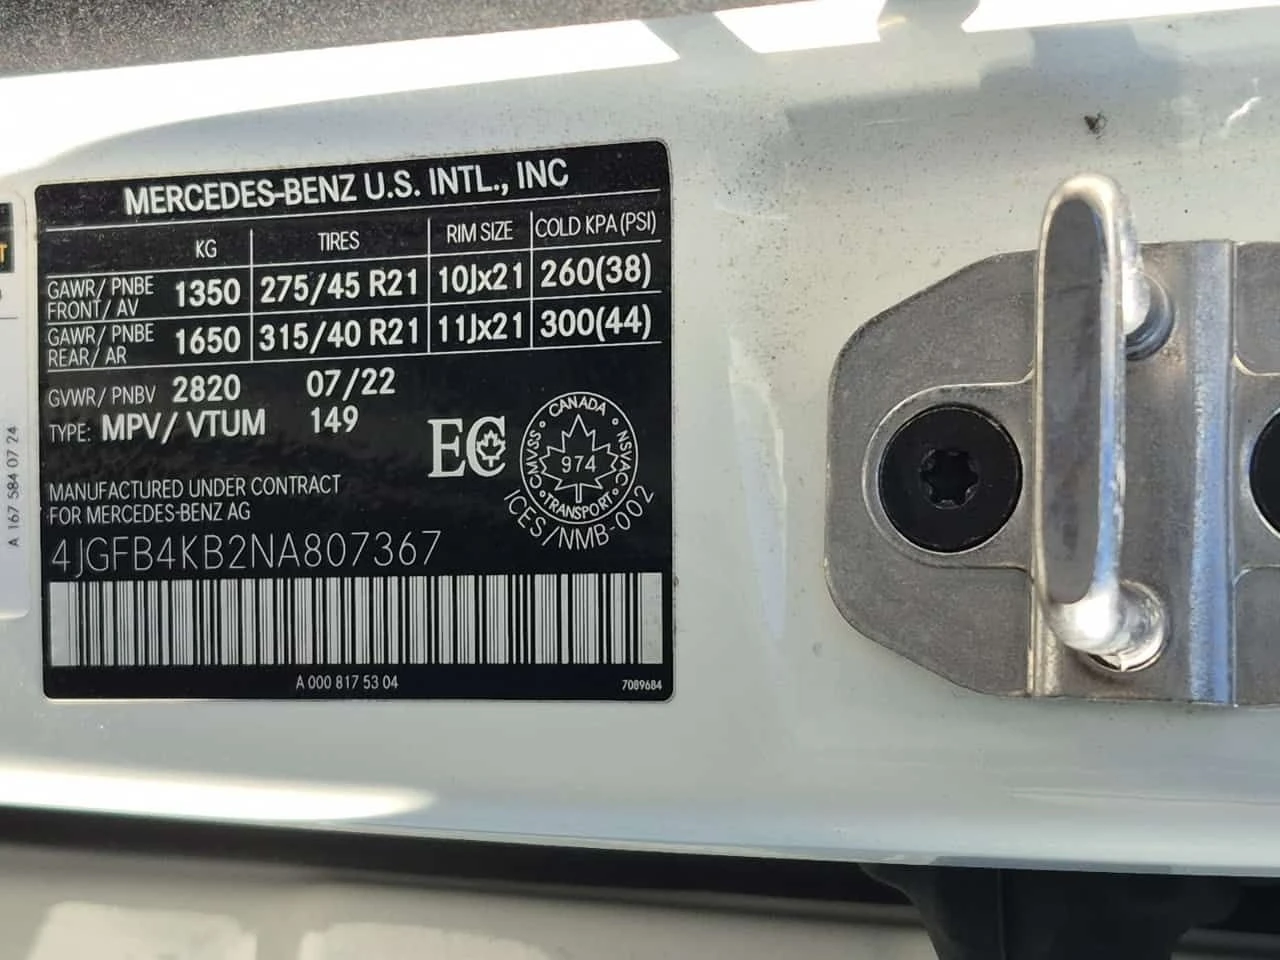 MERCEDES-BENZ U.S. INTL., INC
KG TIRES RIM SIZE COLD KPA (PSI)
GAWR/ PNBE FRONT/ AV 1350 275/45 R21 10Jx21 260(38)
GAWR/ PNBE REAR/ AR 1650 315/40 R21 11Jx21 300(44)
GVWR/ PNBV 2820 07/22
TYPE: MPV/ VTUM 149
EC
CANADA
CMVSS 974 NSVAC
TRANSPORT
ICES/NMB-002
MANUFACTURED UNDER CONTRACT
FOR MERCEDES-BENZ AG
4JGFB4KB2NA807367
A 000 817 53 04
7089684
A 167 584 07 24